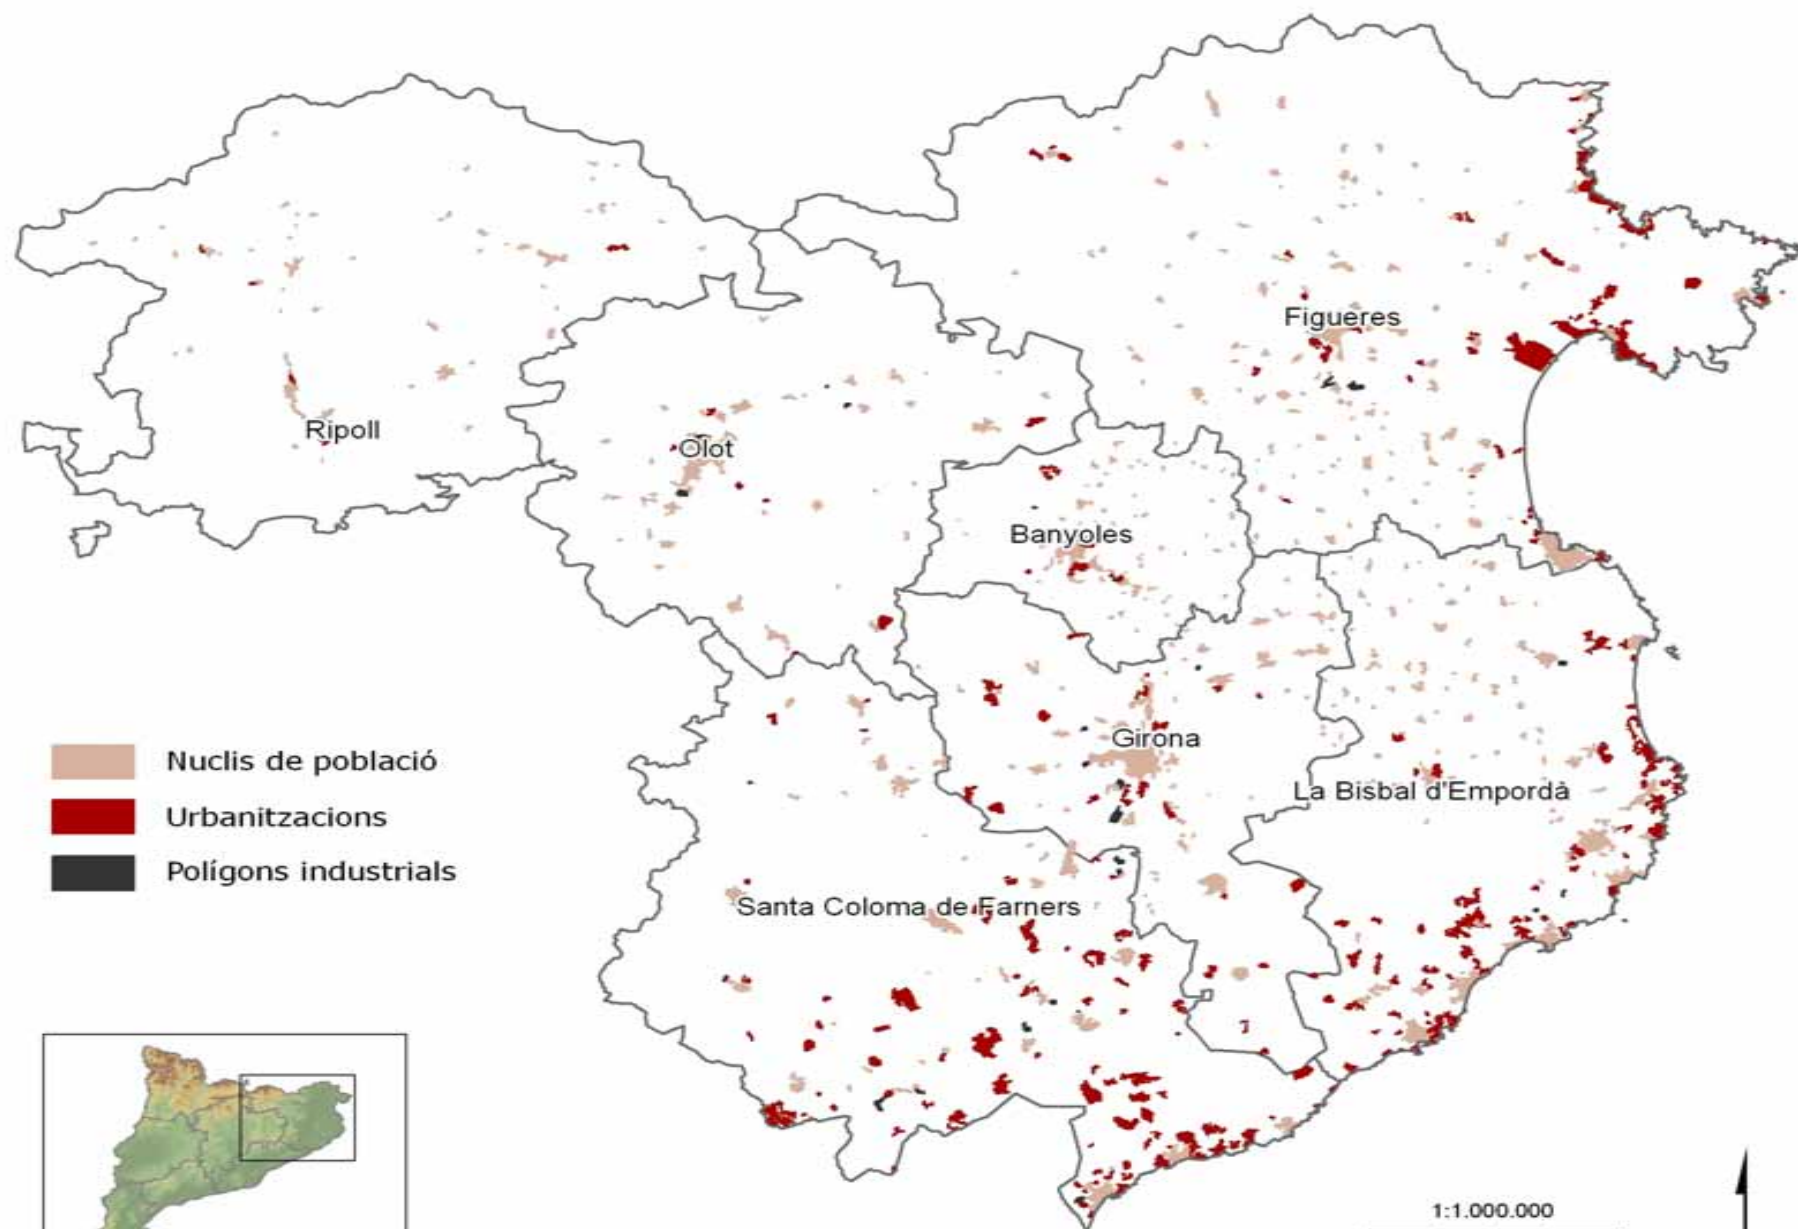 Figueres
Ripoll
Olot
Banyoles
Girona
La Bisbal d'Empordà
Santa Coloma de Farners
Nuclis de població
Urbanitzacions
Polígons industrials
1:1.000.000